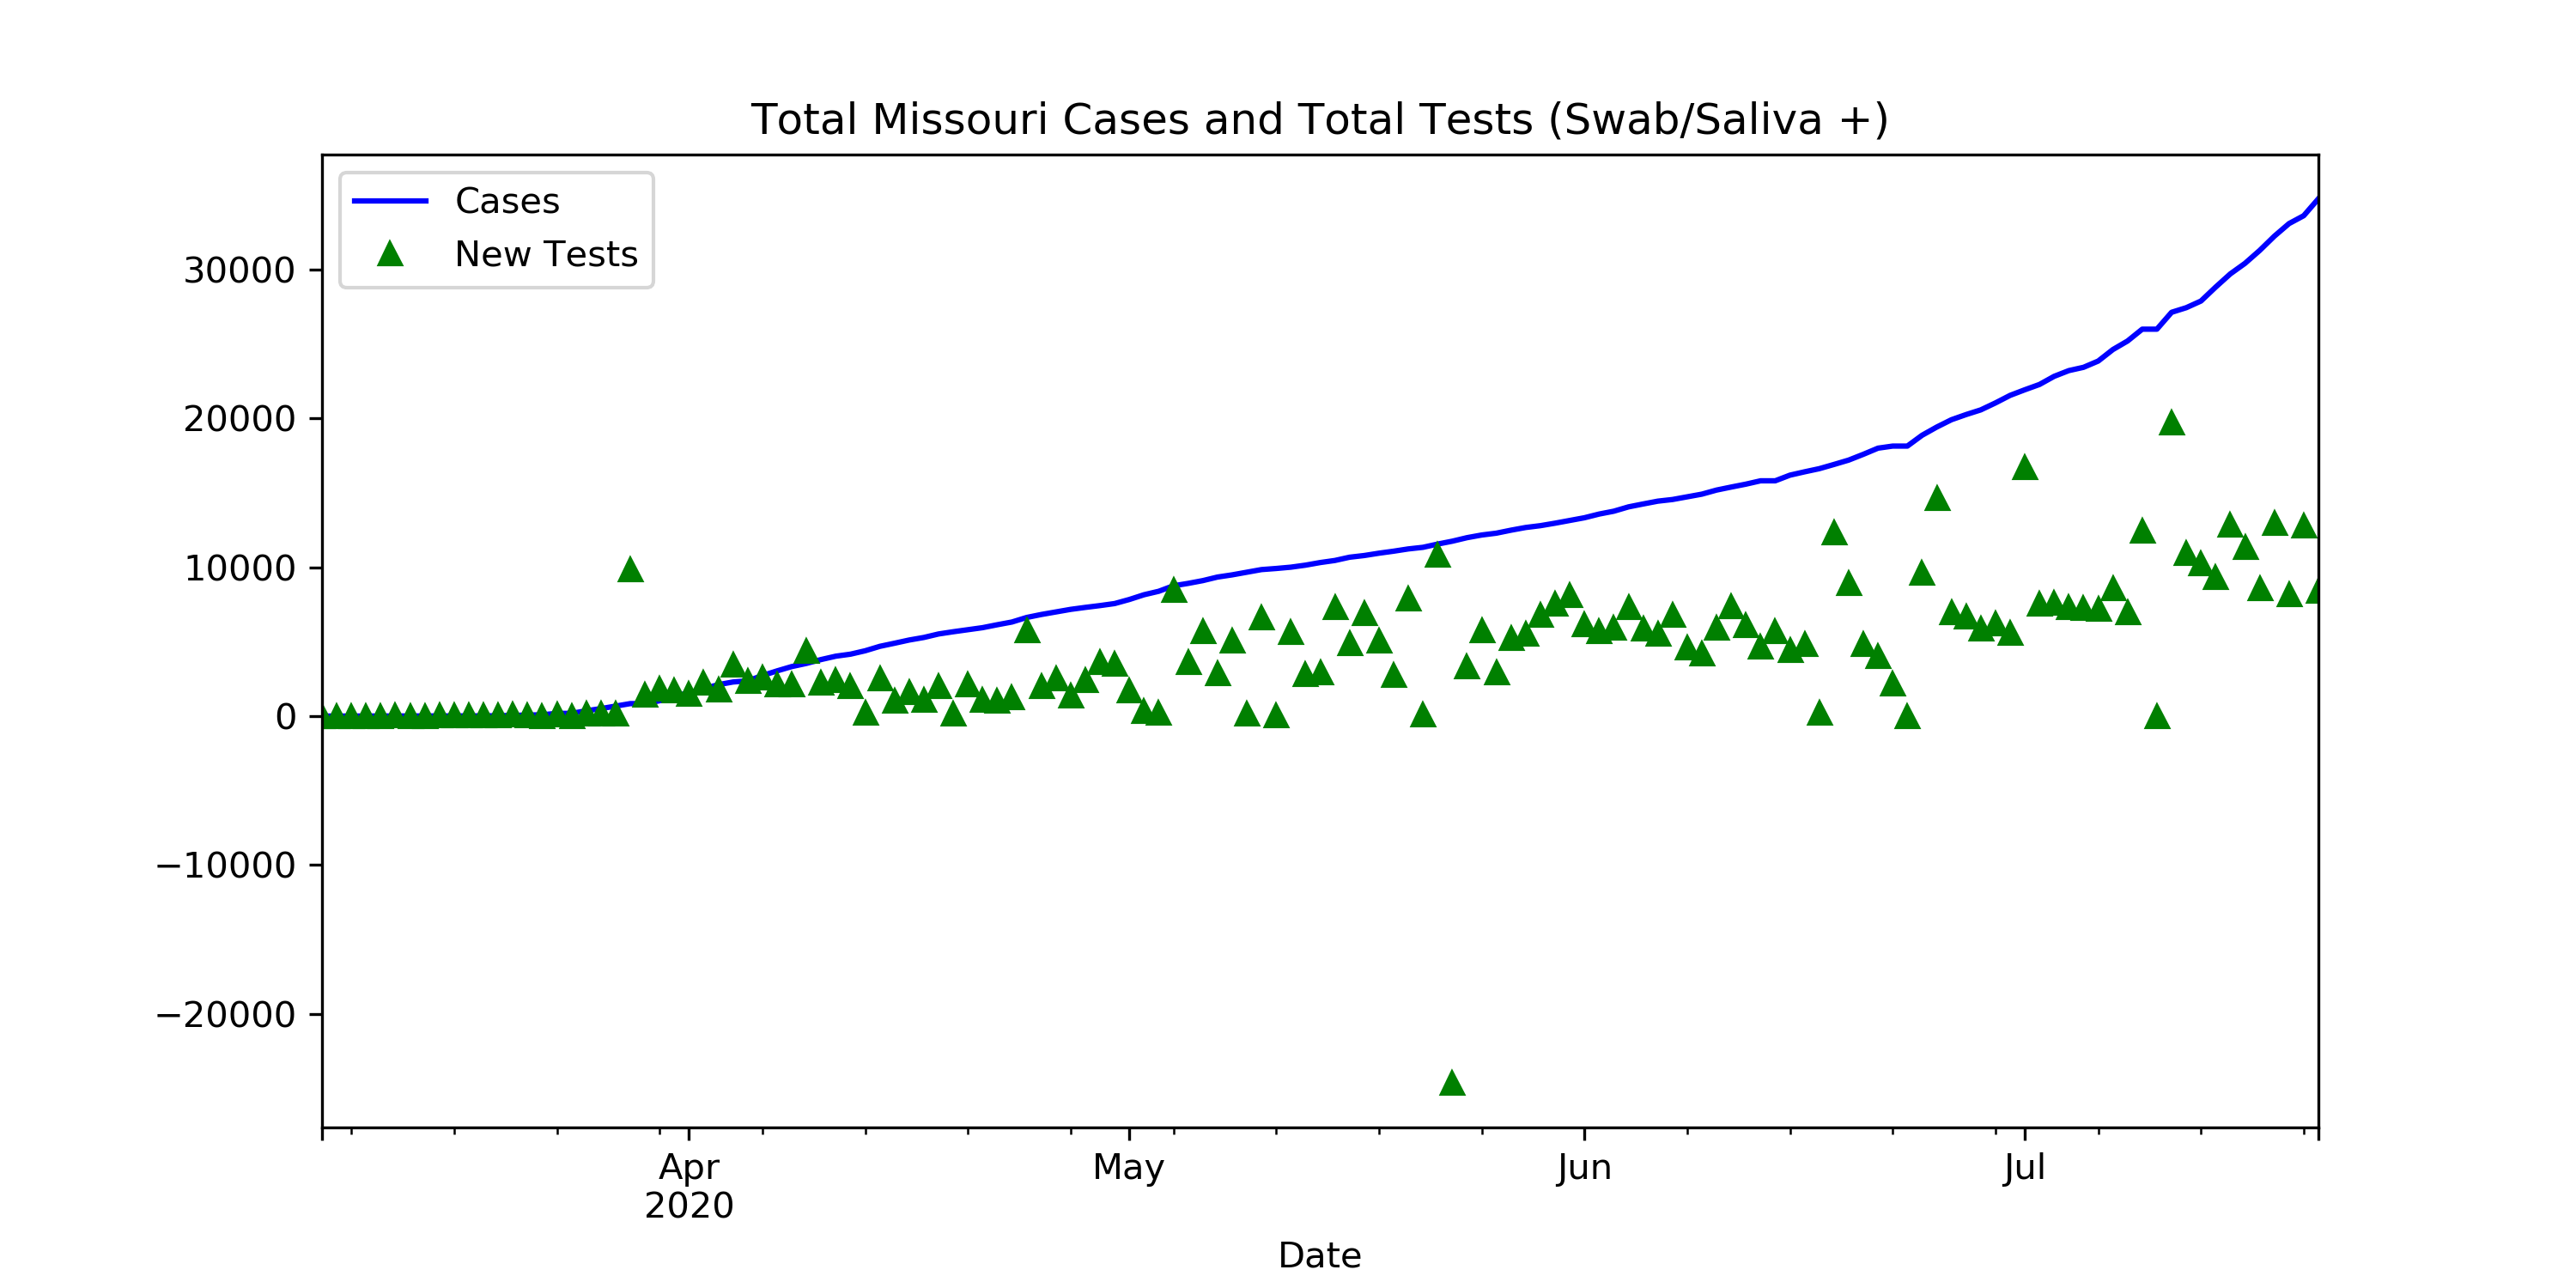 Total Missouri Cases and Total Tests (Swab/Saliva +)
Cases
New Tests
30000
20000
10000
0
−10000
−20000
Apr
2020
May
Jun
Jul
Date